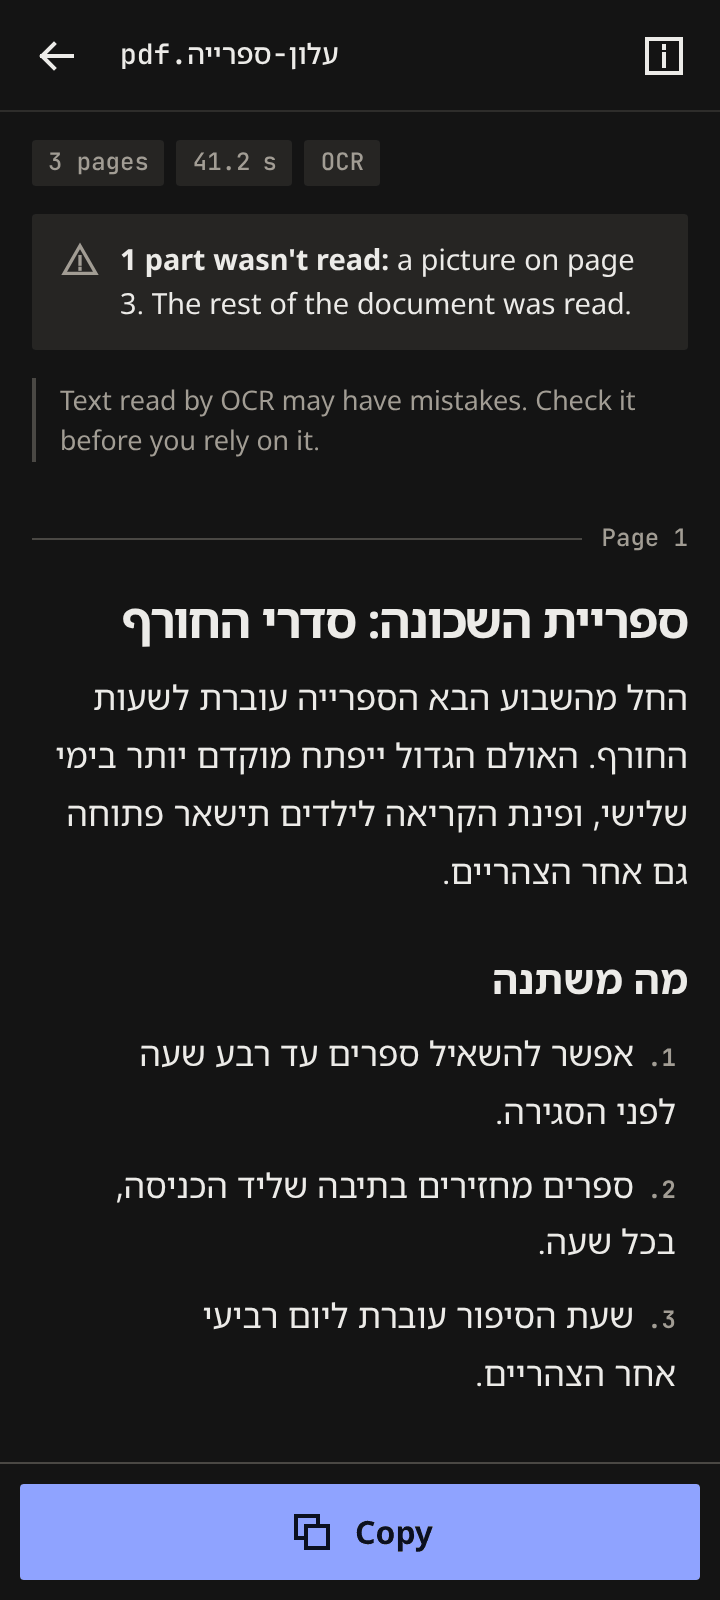 עלון-ספרייה.pdf
3 pages
41.2 s
OCR
1 part wasn't read: a picture on page
3. The rest of the document was read.
Text read by OCR may have mistakes. Check it
before you rely on it.
Page 1
ספריית השכונה: סדרי החורף
החל מהשבוע הבא הספרייה עוברת לשעות
החורף. האולם הגדול ייפתח מוקדם יותר בימי
שלישי, ופינת הקריאה לילדים תישאר פתוחה
גם אחר הצהריים.
מה משתנה
1. אפשר להשאיל ספרים עד רבע שעה
לפני הסגירה.
2. ספרים מחזירים בתיבה שליד הכניסה,
בכל שעה.
3. שעת הסיפור עוברת ליום רביעי
אחר הצהריים.
Copy